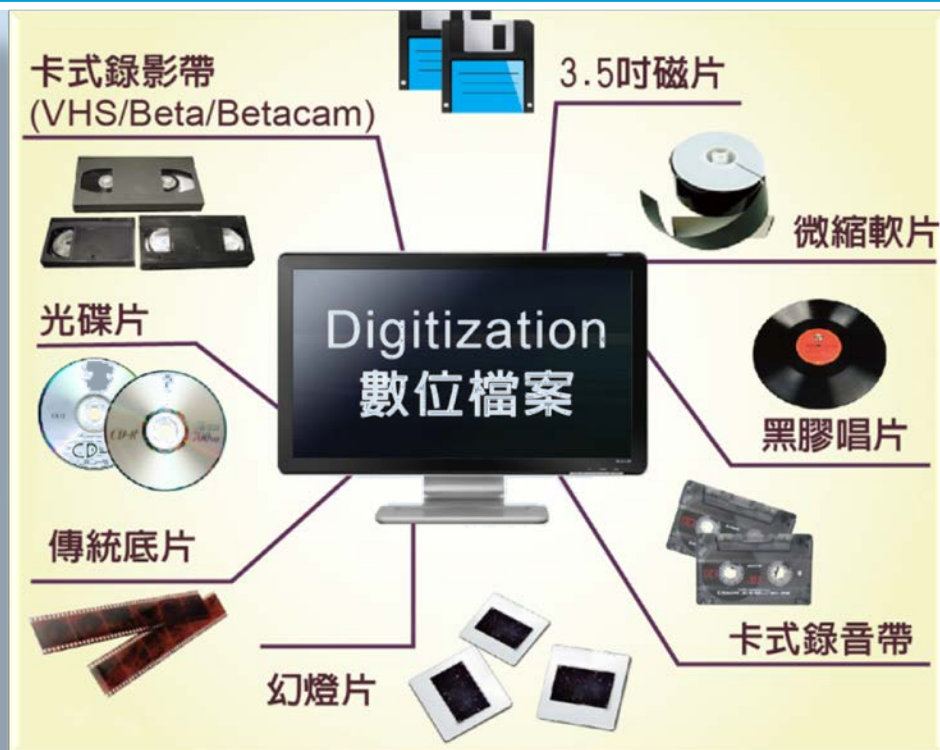 卡式錄影帶
(VHS/Beta/Betacam)
3.5吋磁片
微縮軟片
光碟片
Digitization
數位檔案
黑膠唱片
CD-R
700MB
傳統底片
卡式錄音帶
幻燈片